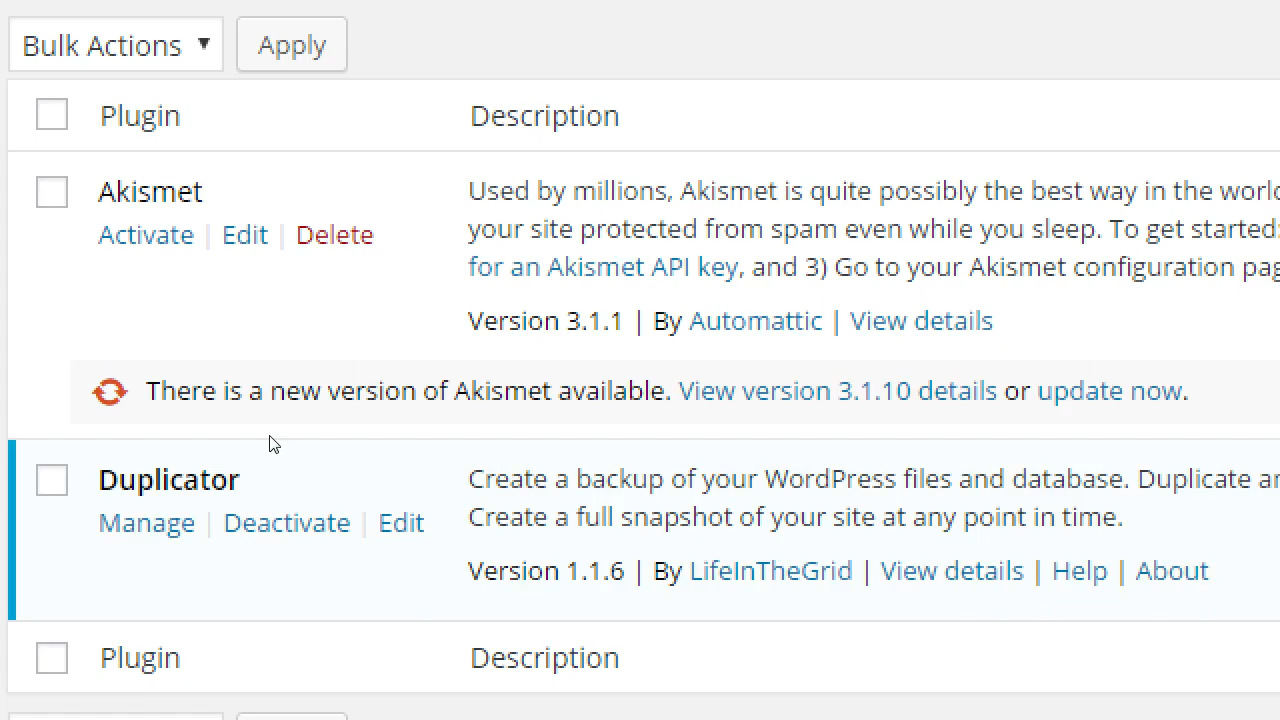 Bulk Actions
Apply
Plugin
Description
Akismet
Used by millions, Akismet is quite possibly the best way in the world
Activate | Edit | Delete
your site protected from spam even while you sleep. To get started:
for an Akismet API key, and 3) Go to your Akismet configuration
Version 3.1.1 | By Automattic | View details
There is a new version of Akismet available. View version 3.1.10 details or update now.
Duplicator
Create a backup of your WordPress files and database. Duplicate
Manage | Deactivate | Edit
Create a full snapshot of your site at any point in time.
Version 1.1.6 | By LifeInTheGrid | View details | Help | About
Plugin
Description